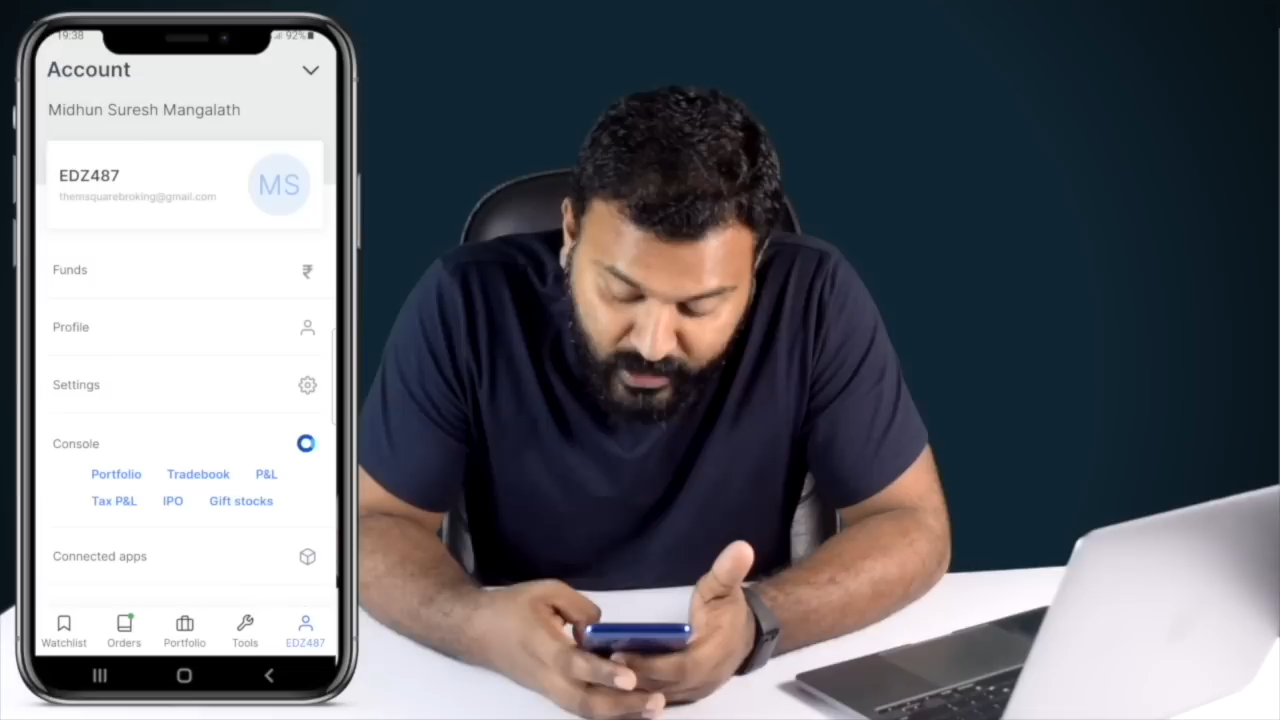 19:38 92%
Account
Midhun Suresh Mangalath
EDZ487
MS
themsquarebroking@gmail.com
Funds ₹
Profile
Settings
Console
Portfolio Tradebook P&L
Tax P&L IPO Gift stocks
Connected apps
Watchlist Orders Portfolio Tools EDZ487